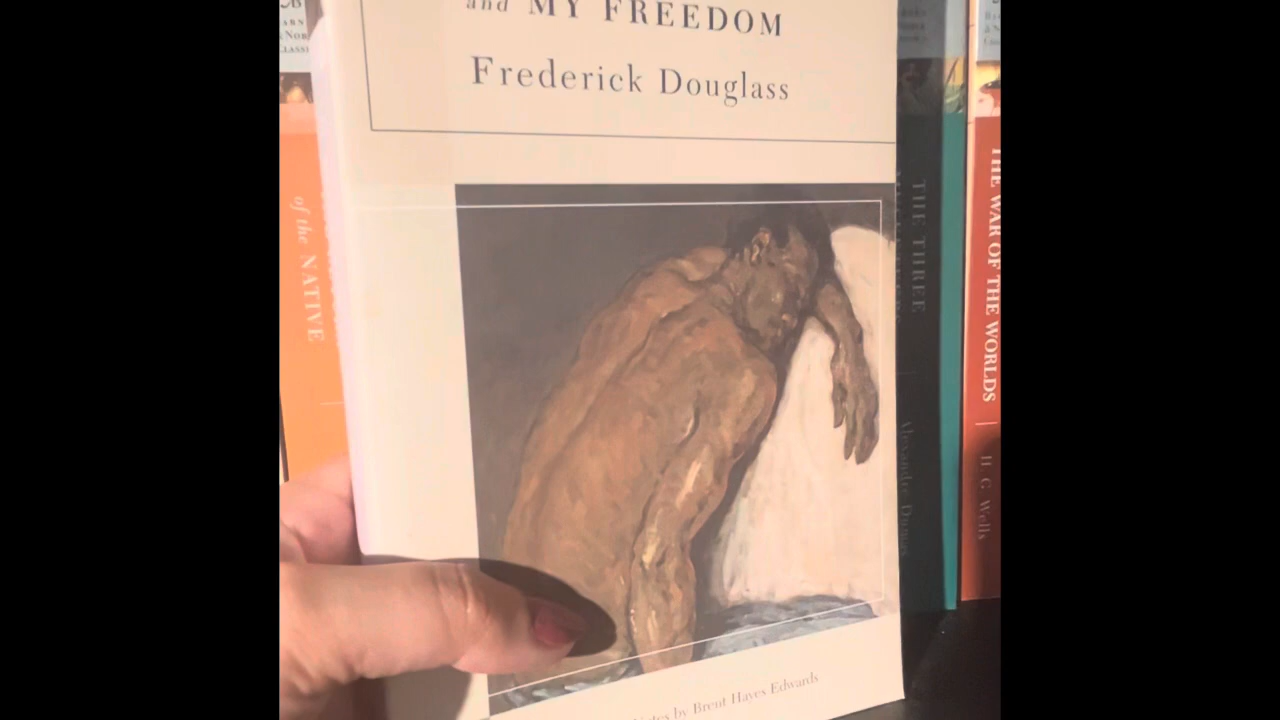 and MY FREEDOM
Frederick Douglass
Notes by Brent Hayes Edwards
of the NATIVE
THE THREE
Alexandre Dumas
THE WAR OF THE WORLDS | H. G. Wells